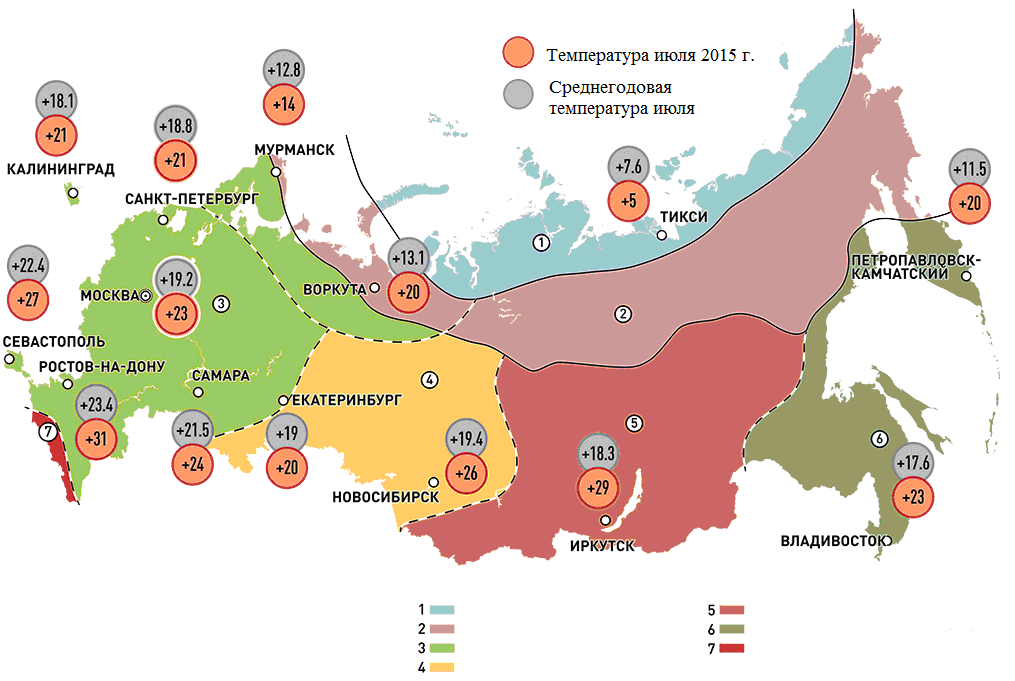 Температура июля 2015 г.
Среднегодовая
температура июля
+12.8
+14
МУРМАНСК
+18.1
+21
КАЛИНИНГРАД
+18.8
+21
САНКТ-ПЕТЕРБУРГ
+7.6
+5
ТИКСИ
+11.5
+20
ПЕТРОПАВЛОВСК-
КАМЧАТСКИЙ
1
+22.4
+27
СЕВАСТОПОЛЬ
МОСКВА
+19.2
+23
3
+13.1
+20
ВОРКУТА
2
РОСТОВ-НА-ДОНУ
+23.4
+31
7
САМАРА
+21.5
+24
ЕКАТЕРИНБУРГ
+19
+20
4
+19.4
+26
НОВОСИБИРСК
5
+18.3
+29
ИРКУТСК
6
+17.6
+23
ВЛАДИВОСТОК
1
2
3
4
5
6
7